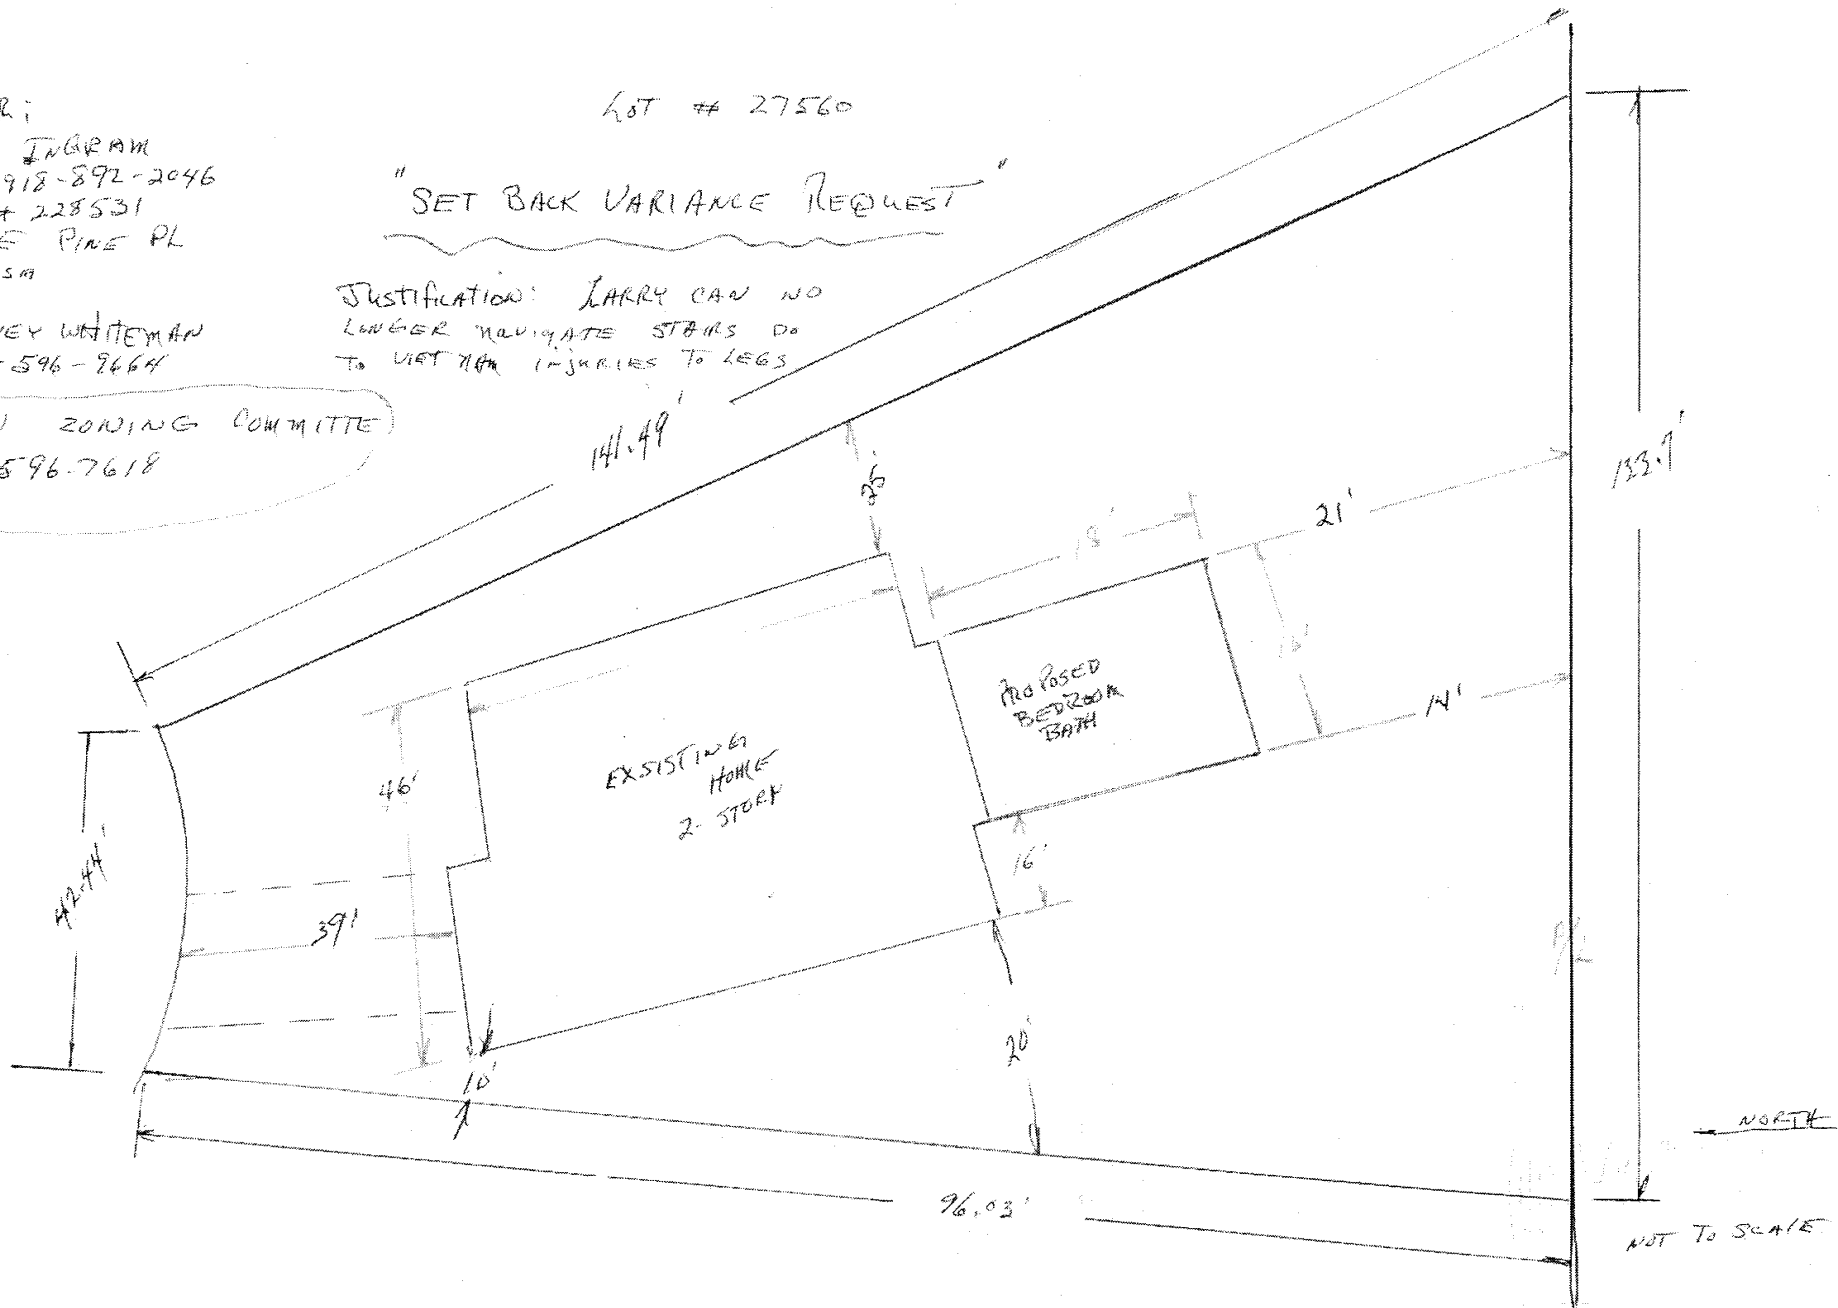 R:
INGRAM
918-892-2046
# 228531
E PINE PL
LOT # 27560
"SET BACK VARIANCE REQUEST"
JUSTIFICATION: LARRY CAN NO
LONGER NAVIGATE STAIRS DO
TO VIET NAM INJURIES TO LEGS
EY WHITEMAN
-596-9664
ZONING COMMITTE
596-7618
141.49'
25'
18'
21'
133.7'
16'
14'
PROPOSED
BEDROOM
BATH
EXSISTING
HOME
2-STORY
46'
42.44'
39'
16'
10'
20'
P/L
96.03'
NORTH
NOT TO SCALE